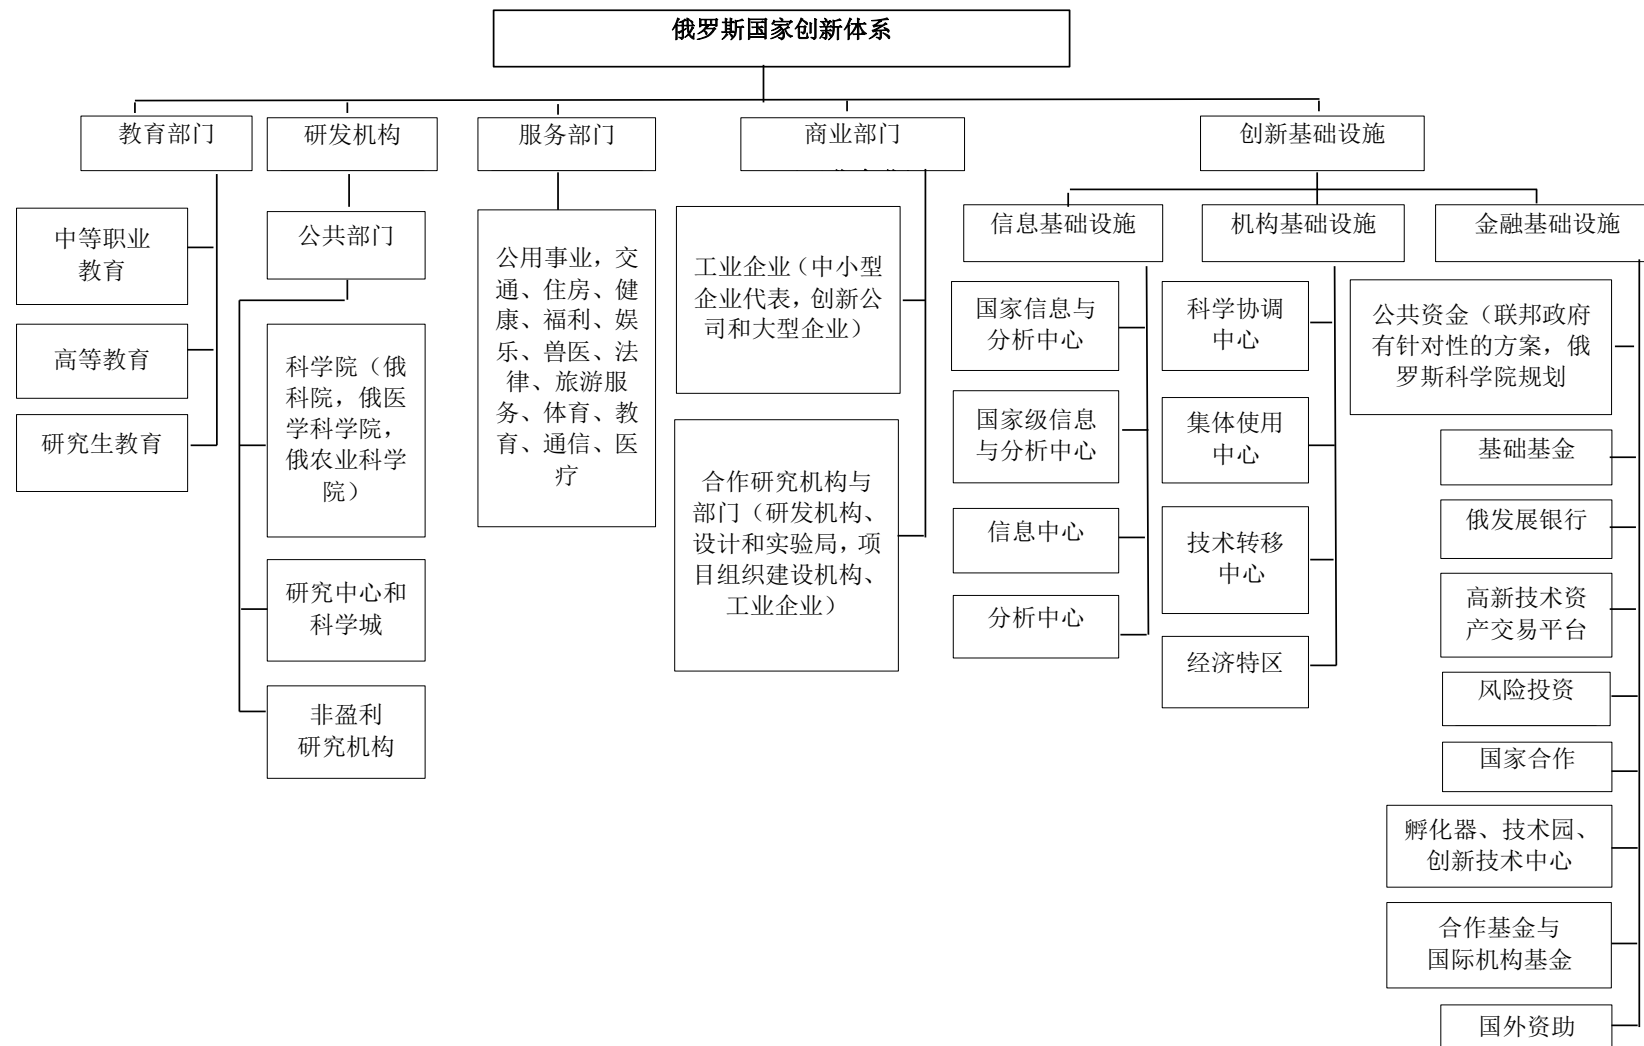 俄罗斯国家创新体系
教育部门
研发机构
服务部门
商业部门
创新基础设施
中等职业
教育
高等教育
研究生教育
公共部门
科学院（俄
科院，俄医
学科学院，
俄农业科学
院）
研究中心和
科学城
非盈利
研究机构
公用事业，交
通、住房、健
康、福利、娱
乐、兽医、法
律、旅游服
务、体育、教
育、通信、医
疗
工业企业（中小型
企业代表，创新公
司和大型企业）
合作研究机构与
部门（研发机构、
设计和实验局，项
目组织建设机构、
工业企业）
信息基础设施
机构基础设施
金融基础设施
国家信息与
分析中心
国家级信息
与分析中心
信息中心
分析中心
科学协调
中心
集体使用
中心
技术转移
中心
经济特区
公共资金（联邦政府
有针对性的方案，俄
罗斯科学院规划
基础基金
俄发展银行
高新技术资
产交易平台
风险投资
国家合作
孵化器、技术园、
创新技术中心
合作基金与
国际机构基金
国外资助